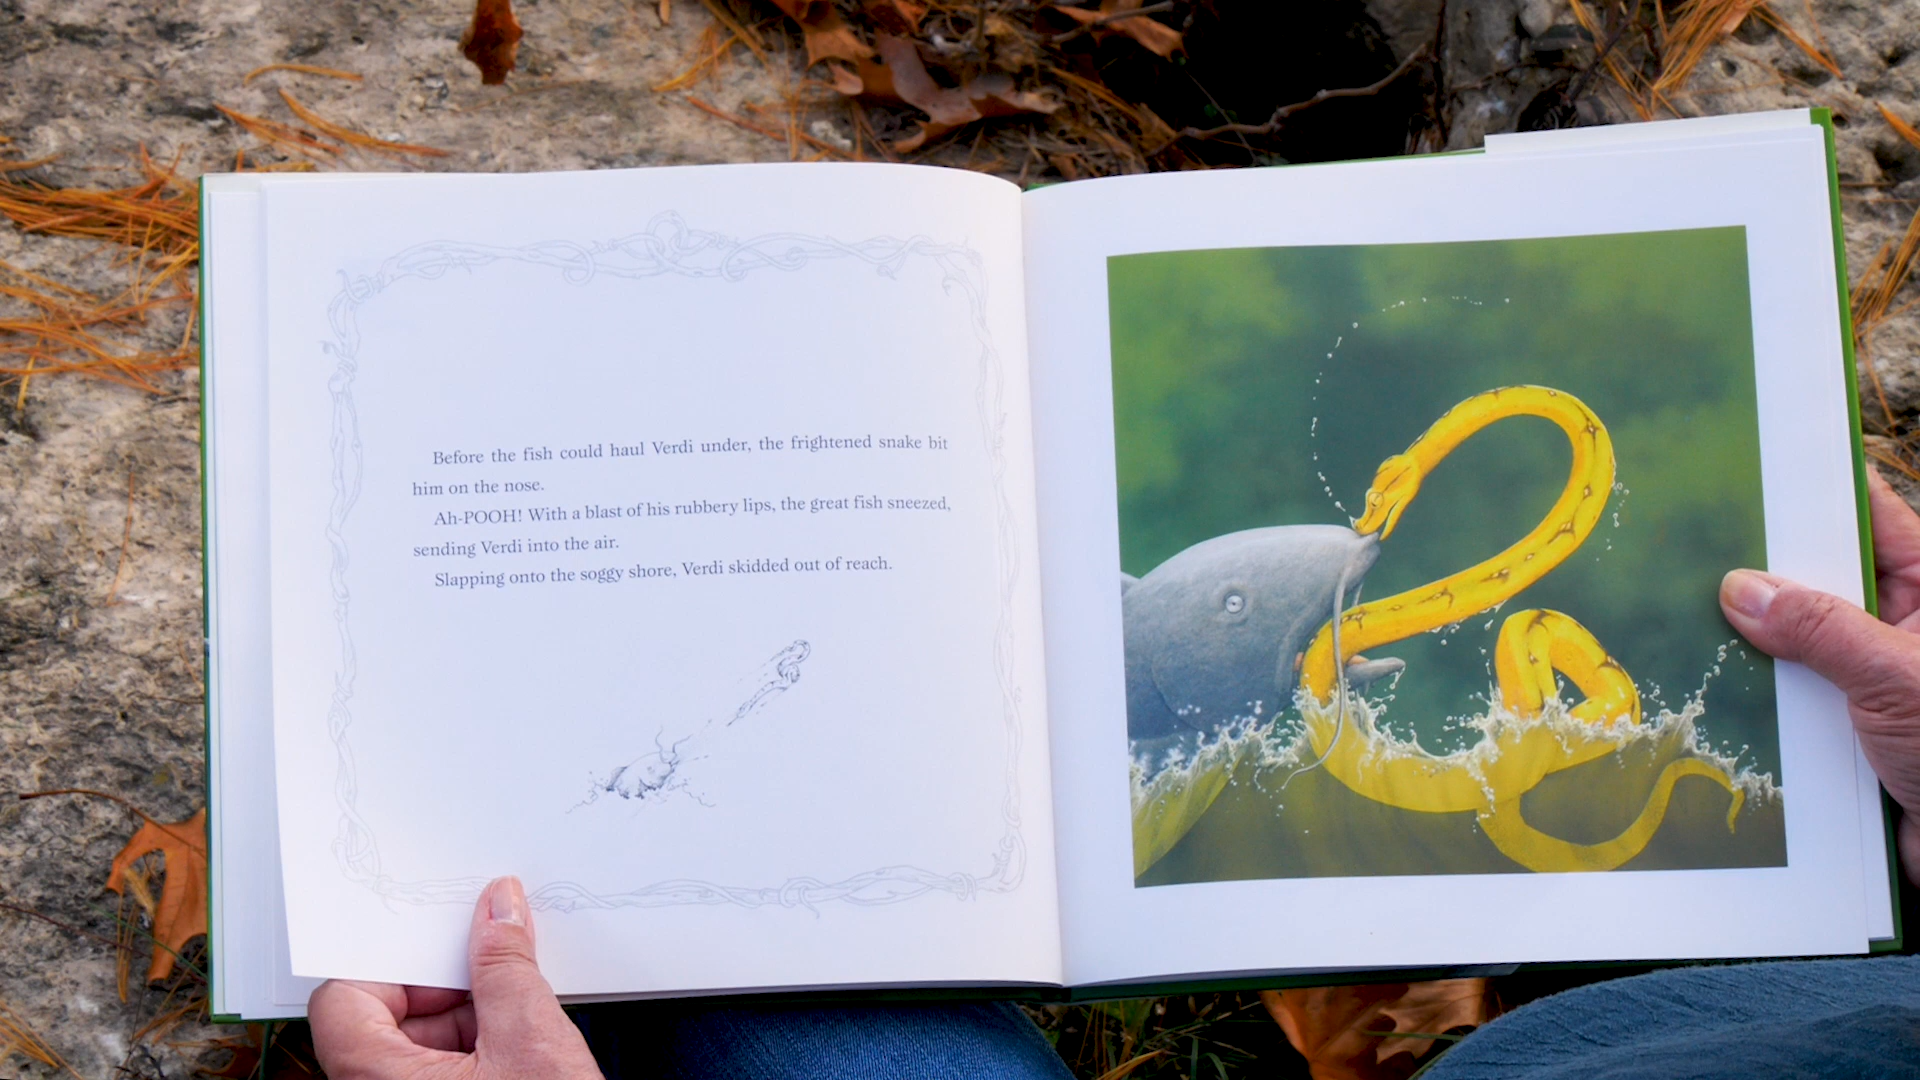 Before the fish could haul Verdi under, the frightened snake bit
him on the nose.
Ah-POOH! With a blast of his rubbery lips, the great fish sneezed,
sending Verdi into the air.
Slapping onto the soggy shore, Verdi skidded out of reach.